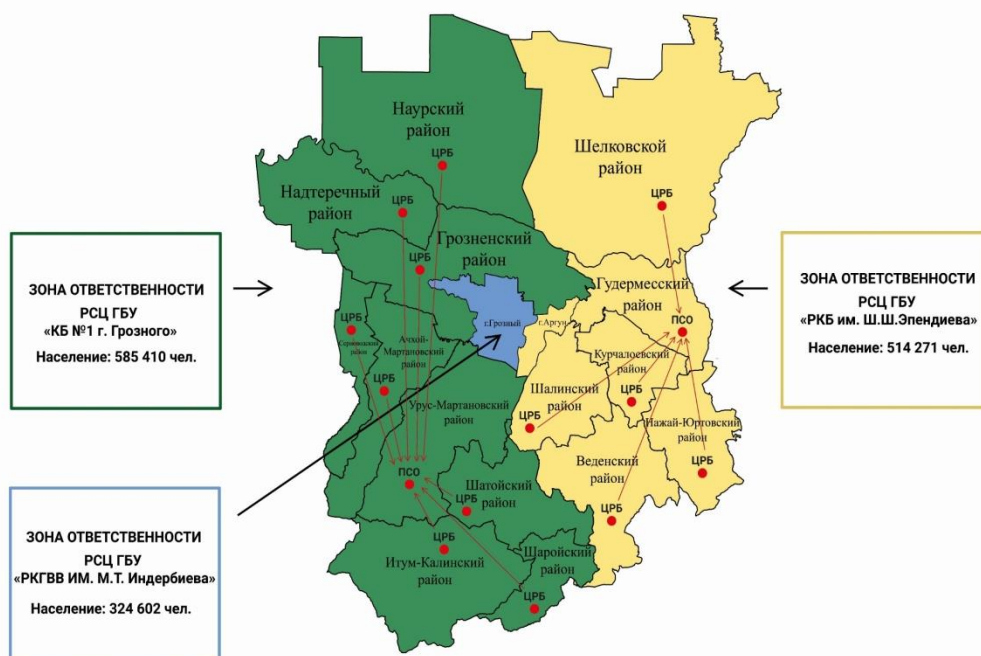 Наурский
район
ЦРБ
Шелковской
район
ЦРБ
Надтеречный
район
ЦРБ
Грозненский
район
ЦРБ
ЗОНА ОТВЕТСТВЕННОСТИ
РСЦ ГБУ
«КБ №1 г. Грозного»
Население: 585 410 чел.
ЗОНА ОТВЕТСТВЕННОСТИ
РСЦ ГБУ
«РКБ им. Ш.Ш.Эпендиева»
Население: 514 271 чел.
Гудермесский
район
ПСО
г.Грозный
г.Аргун
ЦРБ
район
Ачхой-
Мартановский
район
ЦРБ
Курчалоевский
район
ЦРБ
Шалинский
район
ЦРБ
Урус-Мартановский
район
ПСО
Нажай-Юртовский
район
ЦРБ
Веденский
район
ЦРБ
Шатойский
район
ЦРБ
ЦРБ
Итум-Калинский
район
Шаройский
район
ЦРБ
ЗОНА ОТВЕТСТВЕННОСТИ
РСЦ ГБУ
«РКГВВ ИМ. М.Т. Индербиева»
Население: 324 602 чел.